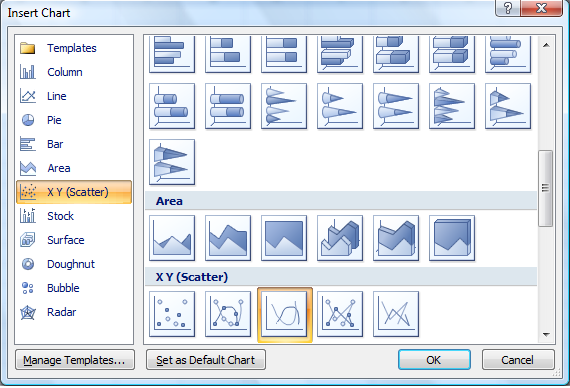 Insert Chart
Templates
Column
Line
Pie
Bar
Area
X Y (Scatter)
Stock
Surface
Doughnut
Bubble
Radar
Area
X Y (Scatter)
Manage Templates...
Set as Default Chart
OK
Cancel